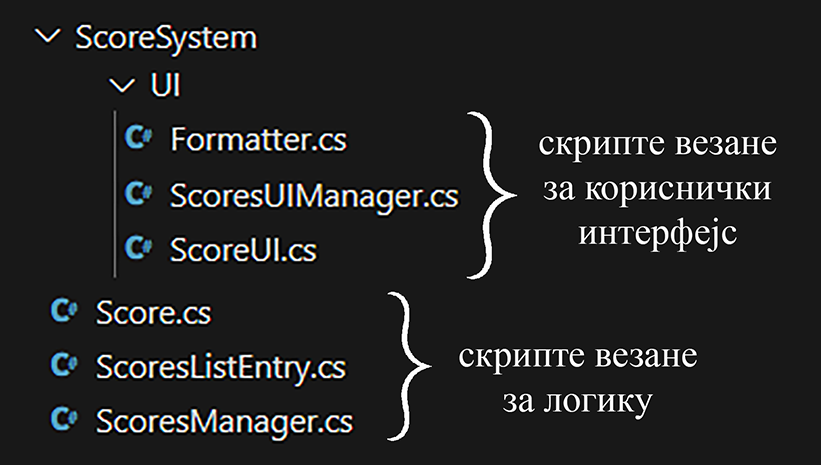 ScoreSystem
UI
C# Formatter.cs
C# ScoresUIManager.cs
C# ScoreUI.cs
скрипте везане
за кориснички
интерфејс
C# Score.cs
C# ScoresListEntry.cs
C# ScoresManager.cs
скрипте везане
за логику